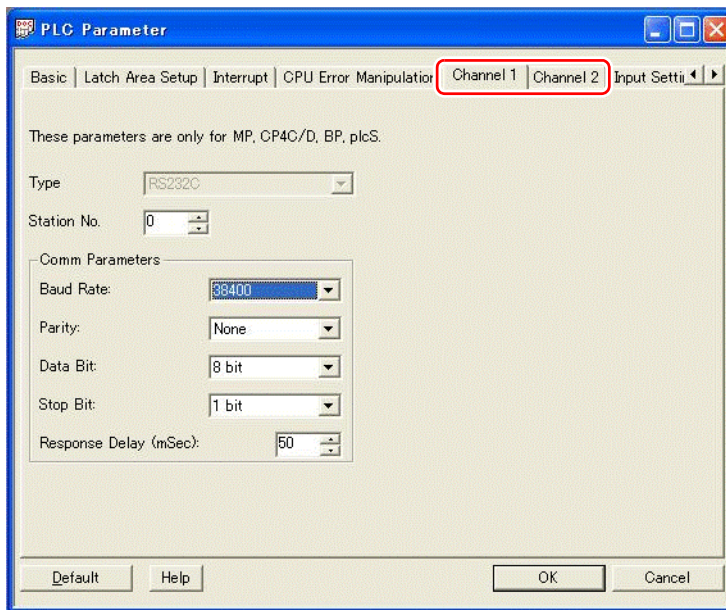 PLC Parameter
Basic Latch Area Setup Interrupt CPU Error Manipulation Channel 1 Channel 2 Input Setti
These parameters are only for MP, CP4C/D, BP, plcS.
Type RS232C
Station No. 0
Comm Parameters
Baud Rate: 38400
Parity: None
Data Bit: 8 bit
Stop Bit: 1 bit
Response Delay (mSec): 50
Default Help OK Cancel